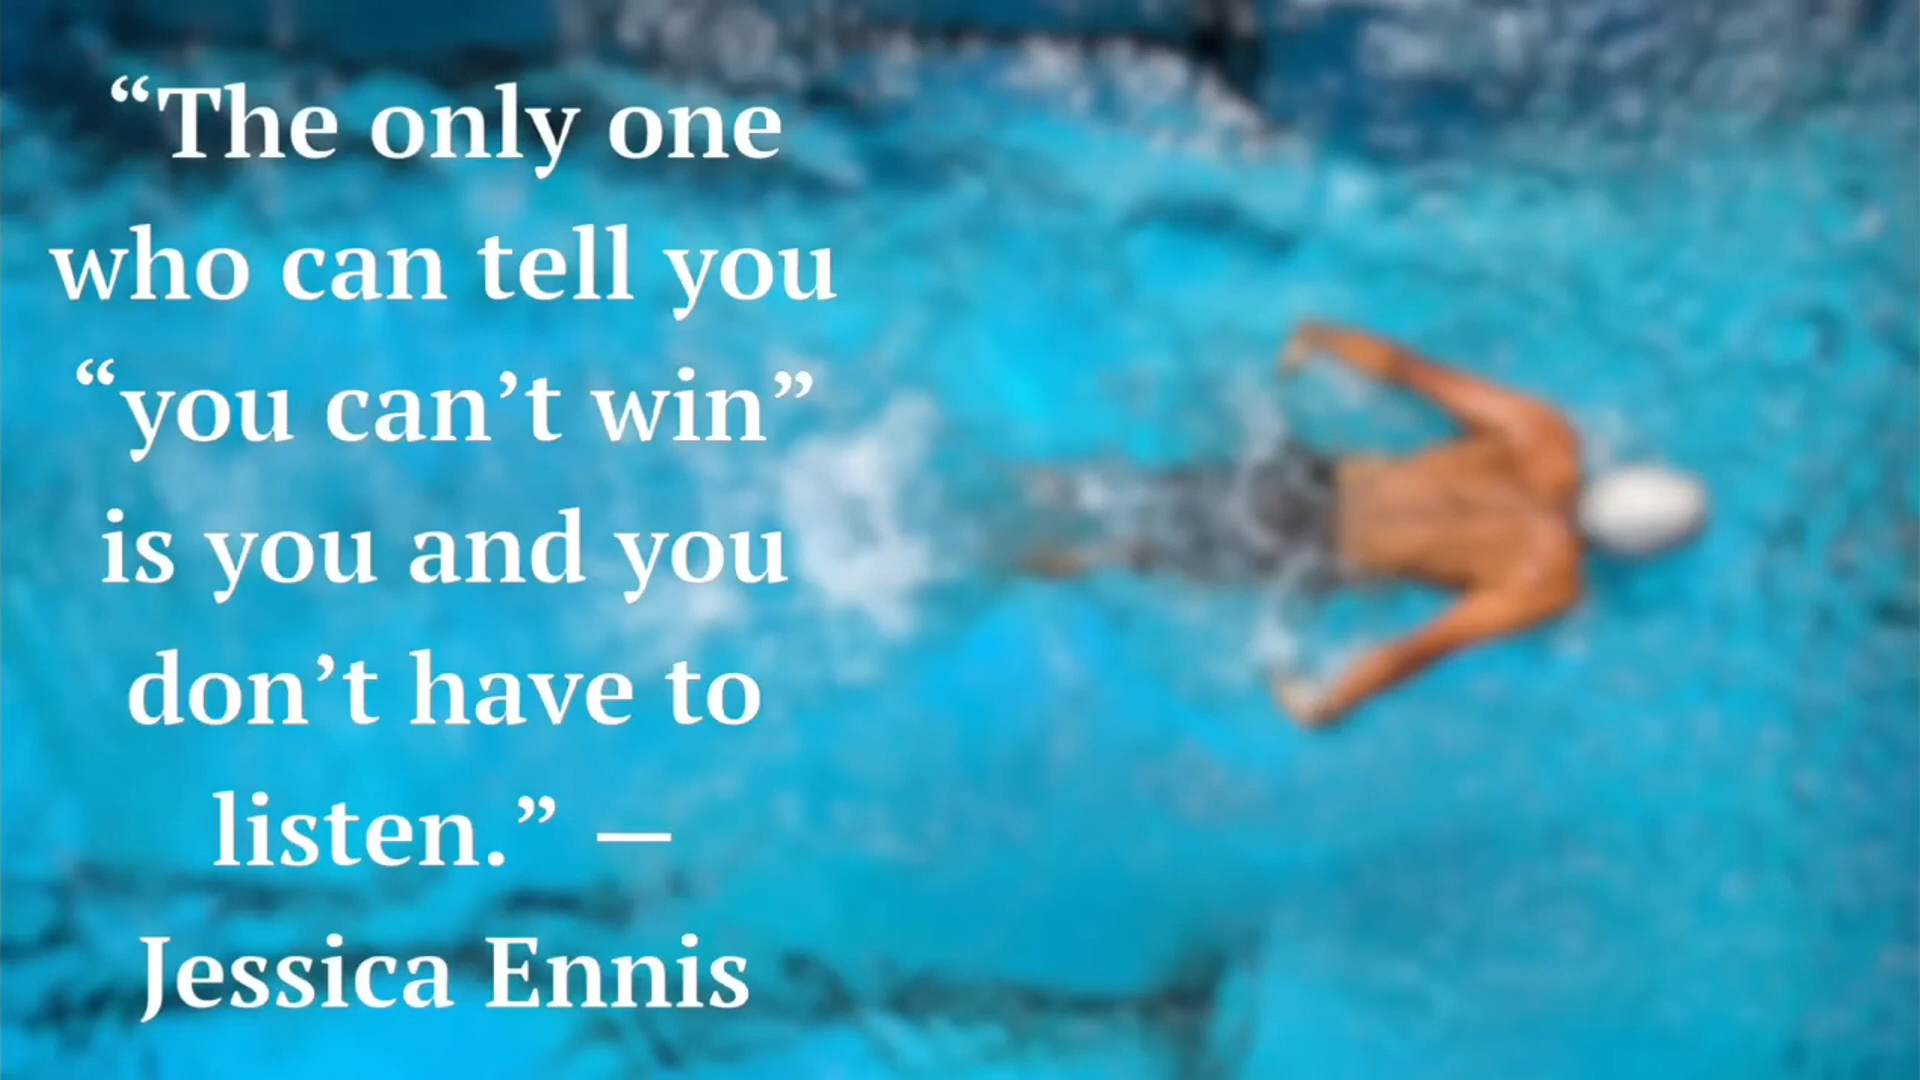 “The only one
who can tell you
“you can’t win”
is you and you
don’t have to
listen.” —
Jessica Ennis